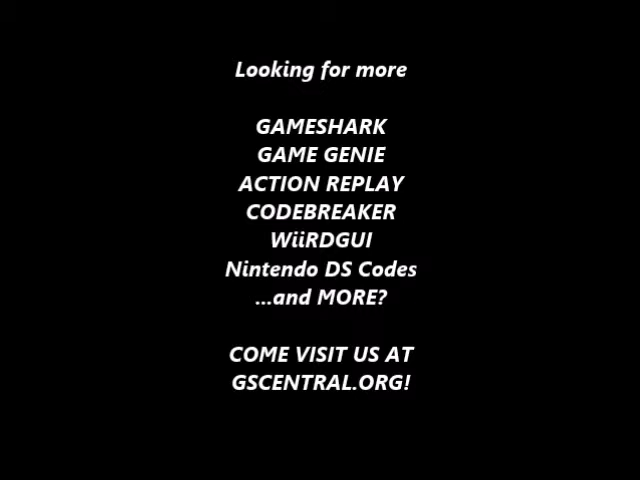 Looking for more
GAMESHARK
GAME GENIE
ACTION REPLAY
CODEBREAKER
WiiRDGUI
Nintendo DS Codes
...and MORE?
COME VISIT US AT
GSCENTRAL.ORG!